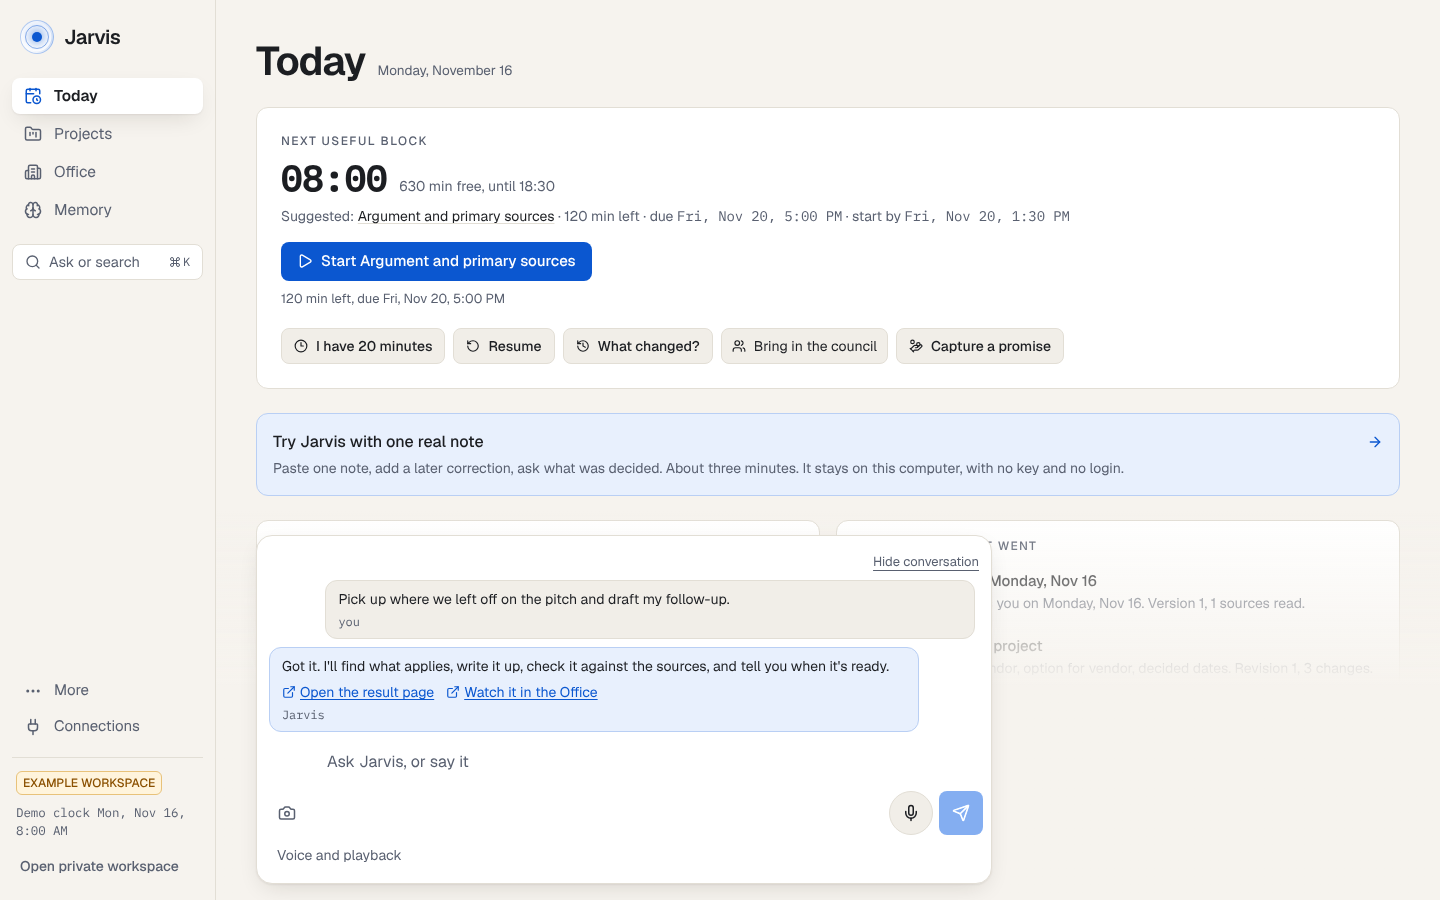 Jarvis
Today
Projects
Office
Memory
Ask or search ⌘ K
More
Connections
EXAMPLE WORKSPACE
Demo clock Mon, Nov 16,
8:00 AM
Open private workspace
Today Monday, November 16
NEXT USEFUL BLOCK
08:00 630 min free, until 18:30
Suggested: Argument and primary sources · 120 min left · due Fri, Nov 20, 5:00 PM · start by Fri, Nov 20, 1:30 PM
Start Argument and primary sources
120 min left, due Fri, Nov 20, 5:00 PM
I have 20 minutes Resume What changed? Bring in the council Capture a promise
Try Jarvis with one real note
Paste one note, add a later correction, ask what was decided. About three minutes. It stays on this computer, with no key and no login.
WENT
Monday, Nov 16
you on Monday, Nov 16. Version 1, 1 sources read.
project
option for vendor, decided dates. Revision 1, 3 changes.
Hide conversation
Pick up where we left off on the pitch and draft my follow-up.
you
Got it. I'll find what applies, write it up, check it against the sources, and tell you when it's ready.
Open the result page Watch it in the Office
Jarvis
Ask Jarvis, or say it
Voice and playback